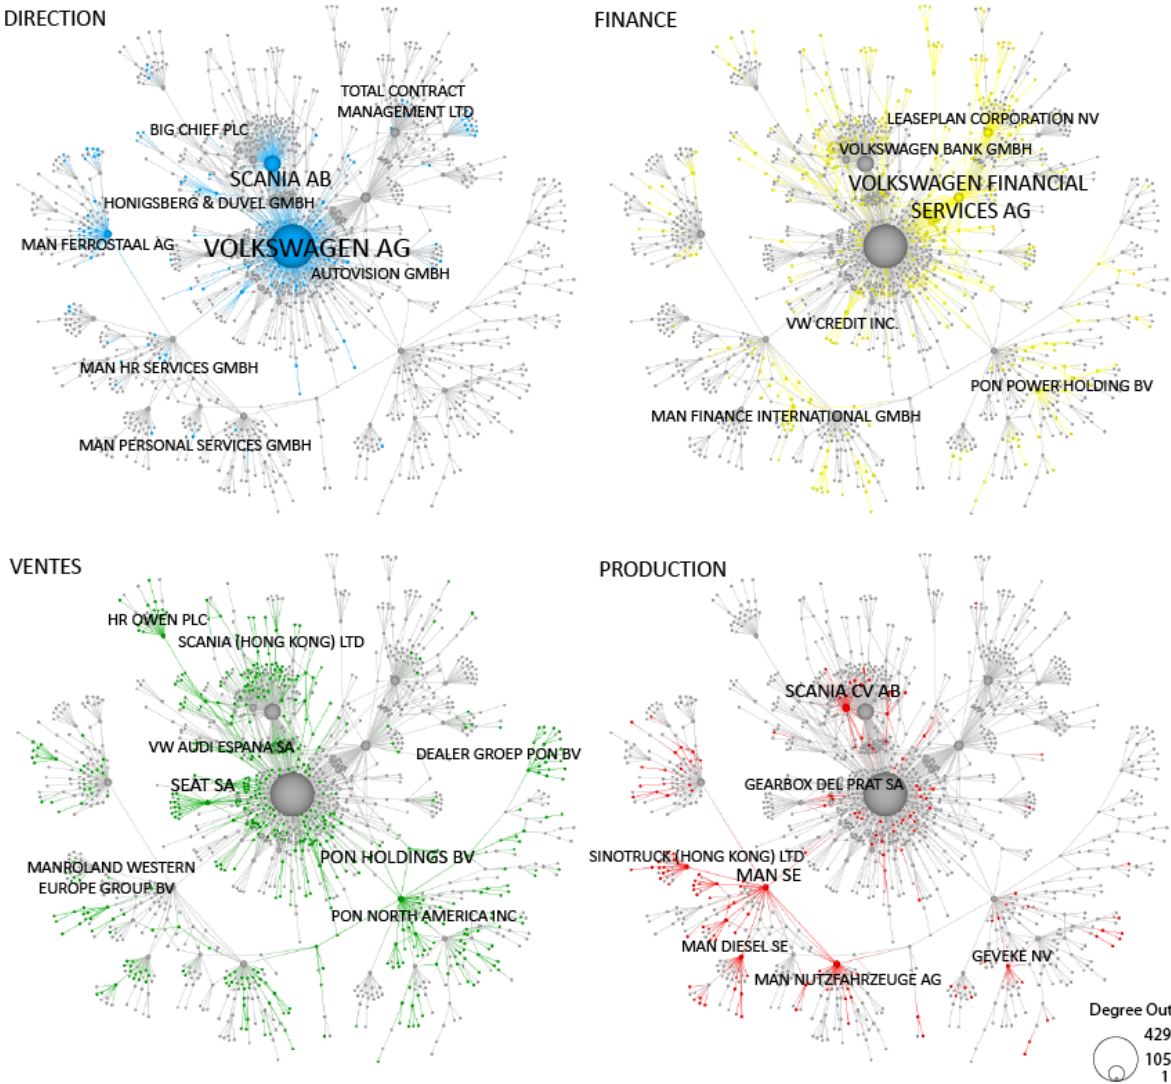 DIRECTION
TOTAL CONTRACT
MANAGEMENT LTD
BIG CHIEF PLC
SCANIA AB
HONIGSBERG & DUVEL GMBH
MAN FERROSTAAL AG
VOLKSWAGEN AG
AUTOVISION GMBH
MAN HR SERVICES GMBH
MAN PERSONAL SERVICES GMBH
FINANCE
LEASEPLAN CORPORATION NV
VOLKSWAGEN BANK GMBH
VOLKSWAGEN FINANCIAL
SERVICES AG
VW CREDIT INC.
PON POWER HOLDING BV
MAN FINANCE INTERNATIONAL GMBH
VENTES
HR OWEN PLC
SCANIA (HONG KONG) LTD
VW AUDI ESPANA SA
DEALER GROEP PON BV
SEAT SA
PON HOLDINGS BV
MANROLAND WESTERN
EUROPE GROUP BV
PON NORTH AMERICA INC
PRODUCTION
SCANIA CV AB
GEARBOX DEL PRAT SA
SINOTRUCK (HONG KONG) LTD
MAN SE
MAN DIESEL SE
GEVEKE NV
MAN NUTZFAHRZEUGE AG
Degree Out
429
105
1